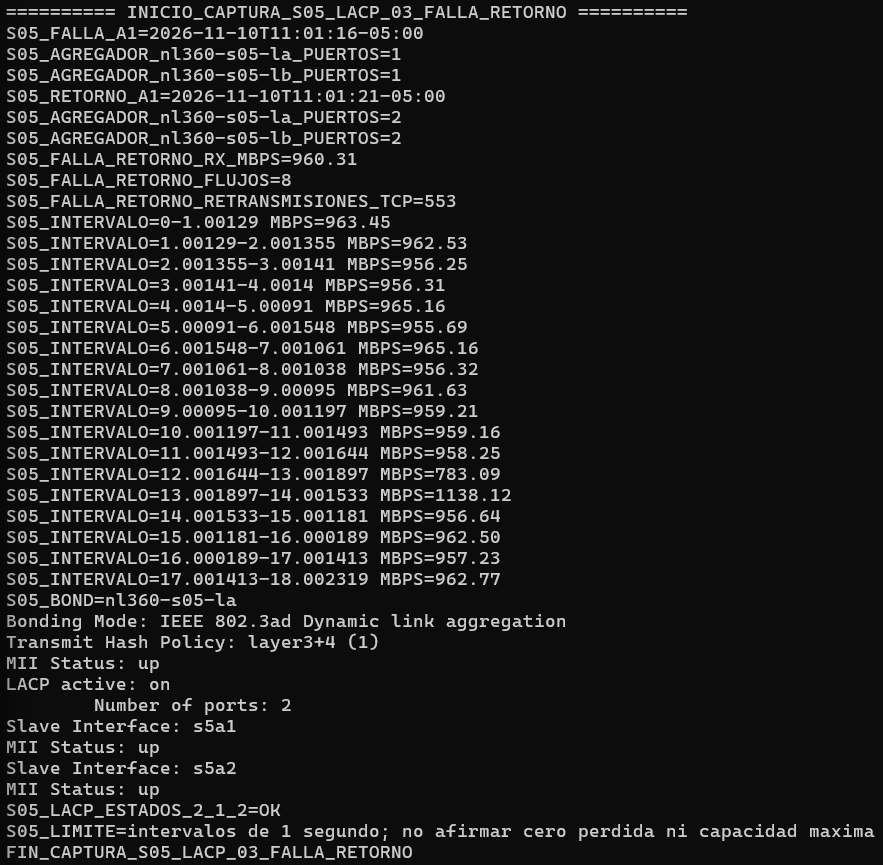 ========== INICIO_CAPTURA_S05_LACP_03_FALLA_RETORNO ==========
S05_FALLA_A1=2026-11-10T11:01:16-05:00
S05_AGREGADOR_nl360-s05-la_PUERTOS=1
S05_AGREGADOR_nl360-s05-lb_PUERTOS=1
S05_RETORNO_A1=2026-11-10T11:01:21-05:00
S05_AGREGADOR_nl360-s05-la_PUERTOS=2
S05_AGREGADOR_nl360-s05-lb_PUERTOS=2
S05_FALLA_RETORNO_RX_MBPS=960.31
S05_FALLA_RETORNO_FLUJOS=8
S05_FALLA_RETORNO_RETRANSMISIONES_TCP=553
S05_INTERVALO=0-1.00129 MBPS=963.45
S05_INTERVALO=1.00129-2.001355 MBPS=962.53
S05_INTERVALO=2.001355-3.00141 MBPS=956.25
S05_INTERVALO=3.00141-4.0014 MBPS=956.31
S05_INTERVALO=4.0014-5.00091 MBPS=965.16
S05_INTERVALO=5.00091-6.001548 MBPS=955.69
S05_INTERVALO=6.001548-7.001061 MBPS=965.16
S05_INTERVALO=7.001061-8.001038 MBPS=956.32
S05_INTERVALO=8.001038-9.00095 MBPS=961.63
S05_INTERVALO=9.00095-10.001197 MBPS=959.21
S05_INTERVALO=10.001197-11.001493 MBPS=959.16
S05_INTERVALO=11.001493-12.001644 MBPS=958.25
S05_INTERVALO=12.001644-13.001897 MBPS=783.09
S05_INTERVALO=13.001897-14.001533 MBPS=1138.12
S05_INTERVALO=14.001533-15.001181 MBPS=956.64
S05_INTERVALO=15.001181-16.000189 MBPS=962.50
S05_INTERVALO=16.000189-17.001413 MBPS=957.23
S05_INTERVALO=17.001413-18.002319 MBPS=962.77
S05_BOND=nl360-s05-la
Bonding Mode: IEEE 802.3ad Dynamic link aggregation
Transmit Hash Policy: layer3+4 (1)
MII Status: up
LACP active: on
        Number of ports: 2
Slave Interface: s5a1
MII Status: up
Slave Interface: s5a2
MII Status: up
S05_LACP_ESTADOS_2_1_2=OK
S05_LIMITE=intervalos de 1 segundo; no afirmar cero perdida ni capacidad maxima
FIN_CAPTURA_S05_LACP_03_FALLA_RETORNO